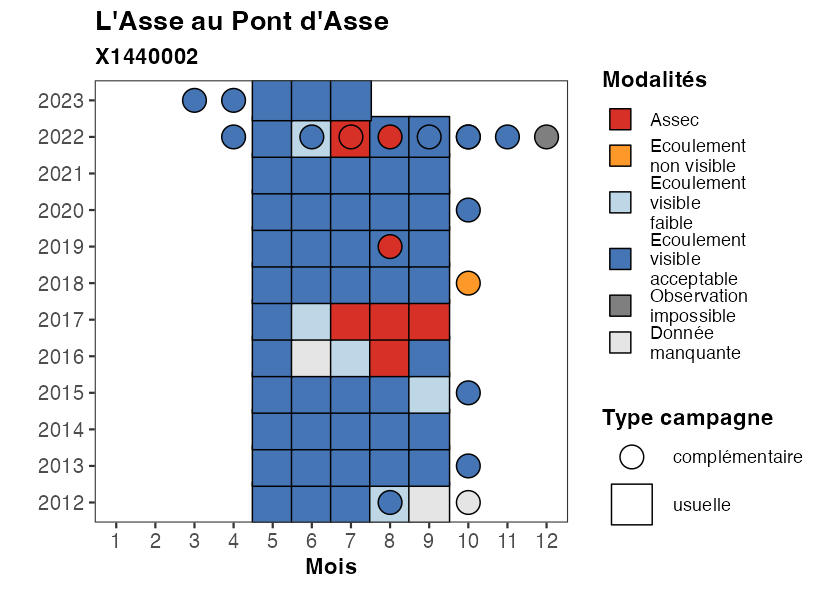 L'Asse au Pont d'Asse
X1440002
2023
2022
2021
2020
2019
2018
2017
2016
2015
2014
2013
2012
1 2 3 4 5 6 7 8 9 10 11 12
Mois
Modalités
Assec
Ecoulement
non visible
Ecoulement
visible
faible
Ecoulement
visible
acceptable
Observation
impossible
Donnée
manquante
Type campagne
complémentaire
usuelle